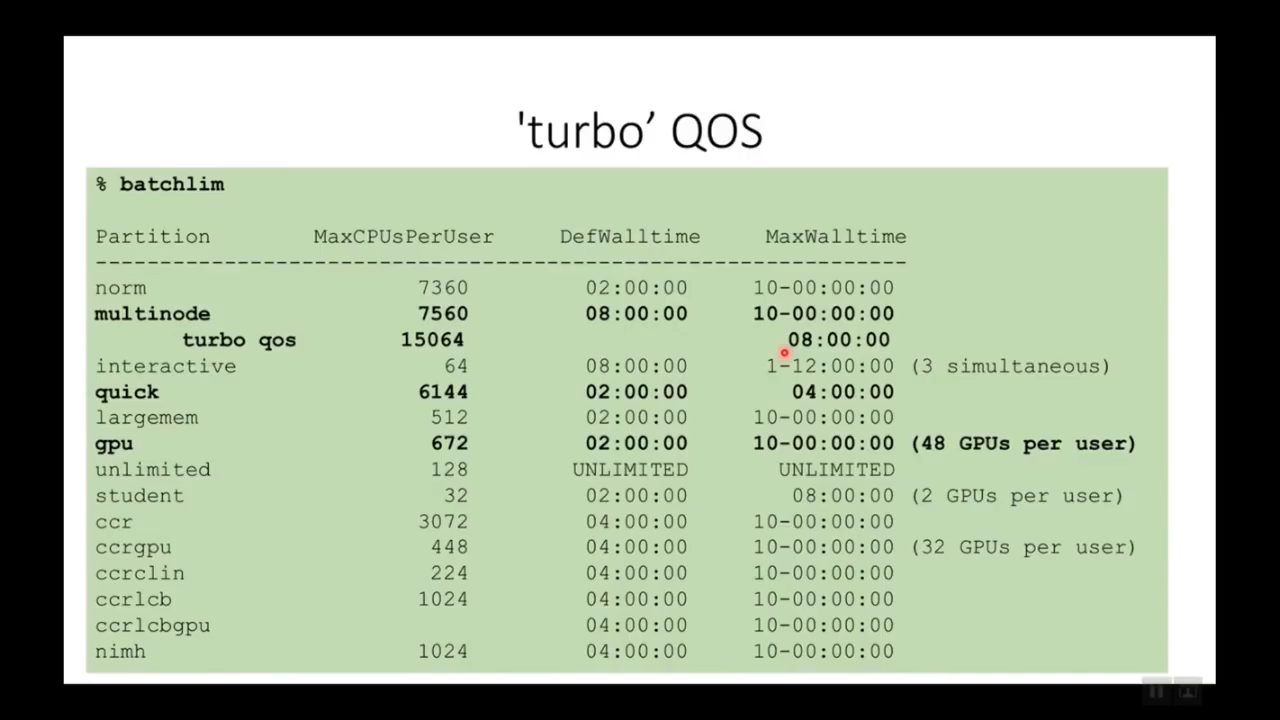 'turbo’ QOS
% batchlim
Partition MaxCPUsPerUser DefWalltime MaxWalltime
---------------------------------------------------------------
norm 7360 02:00:00 10-00:00:00
multinode 7560 08:00:00 10-00:00:00
turbo qos 15064 08:00:00
interactive 64 08:00:00 1-12:00:00 (3 simultaneous)
quick 6144 02:00:00 04:00:00
largemem 512 02:00:00 10-00:00:00
gpu 672 02:00:00 10-00:00:00 (48 GPUs per user)
unlimited 128 UNLIMITED UNLIMITED
student 32 02:00:00 08:00:00 (2 GPUs per user)
ccr 3072 04:00:00 10-00:00:00
ccrgpu 448 04:00:00 10-00:00:00 (32 GPUs per user)
ccrclin 224 04:00:00 10-00:00:00
ccrlcb 1024 04:00:00 10-00:00:00
ccrlcbgpu 04:00:00 10-00:00:00
nimh 1024 04:00:00 10-00:00:00